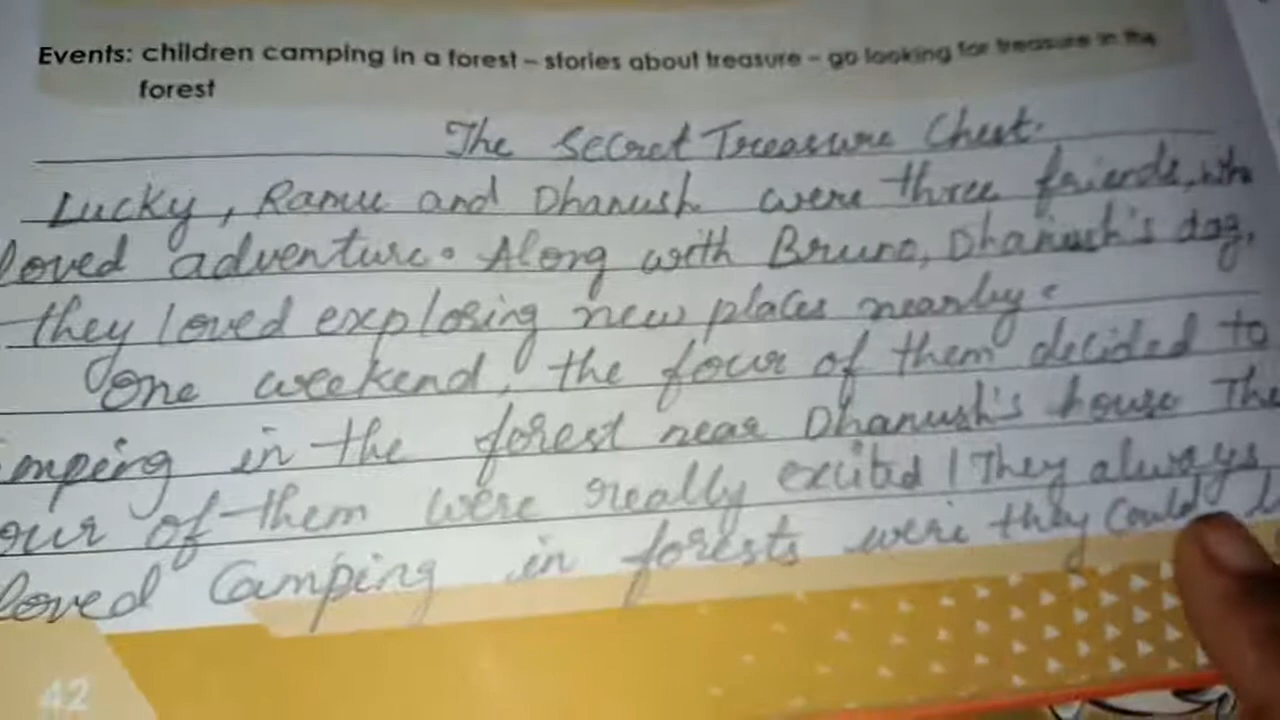 Events: children camping in a forest – stories about treasure – go looking for treasure in the
forest
The Secret Treasure Chest.
Lucky, Ramu and Dhanush were three friends, who
loved adventure. Along with Bruno, Dhanush's dog,
they loved exploring new places nearby.
One weekend, the four of them decided to
mping in the forest near Dhanush's house The
our of them were really excited! They always
loved Camping in forests were they Could
42